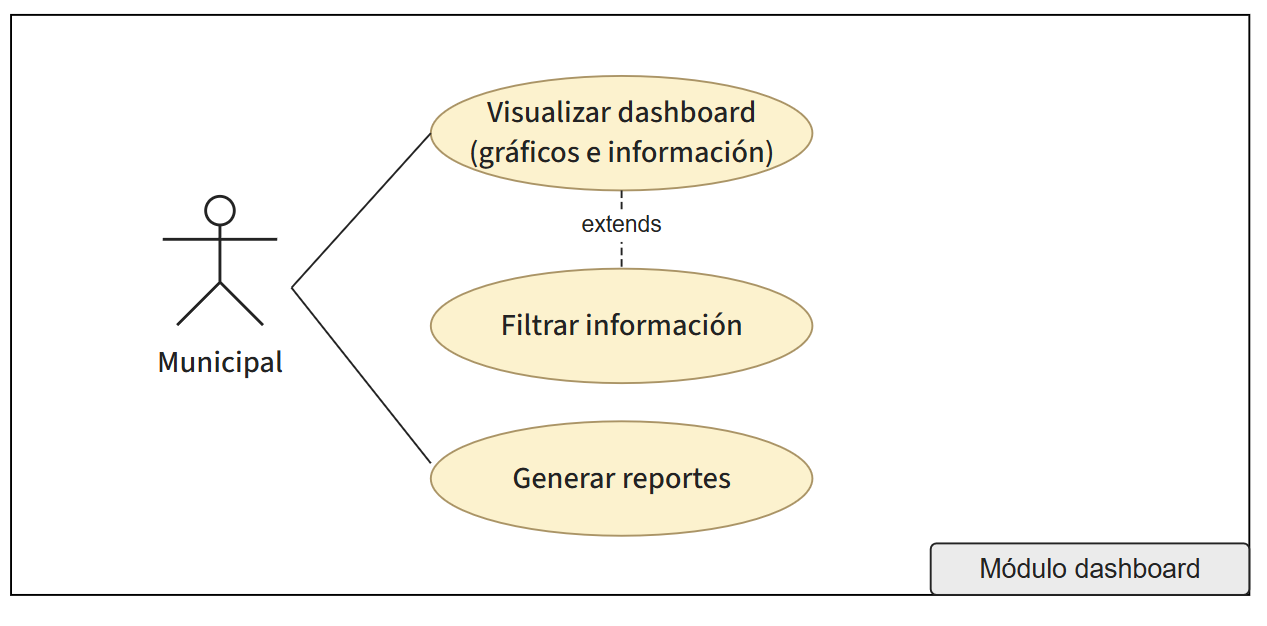 Visualizar dashboard
(gráficos e información)
extends
Filtrar información
Municipal
Generar reportes
Módulo dashboard